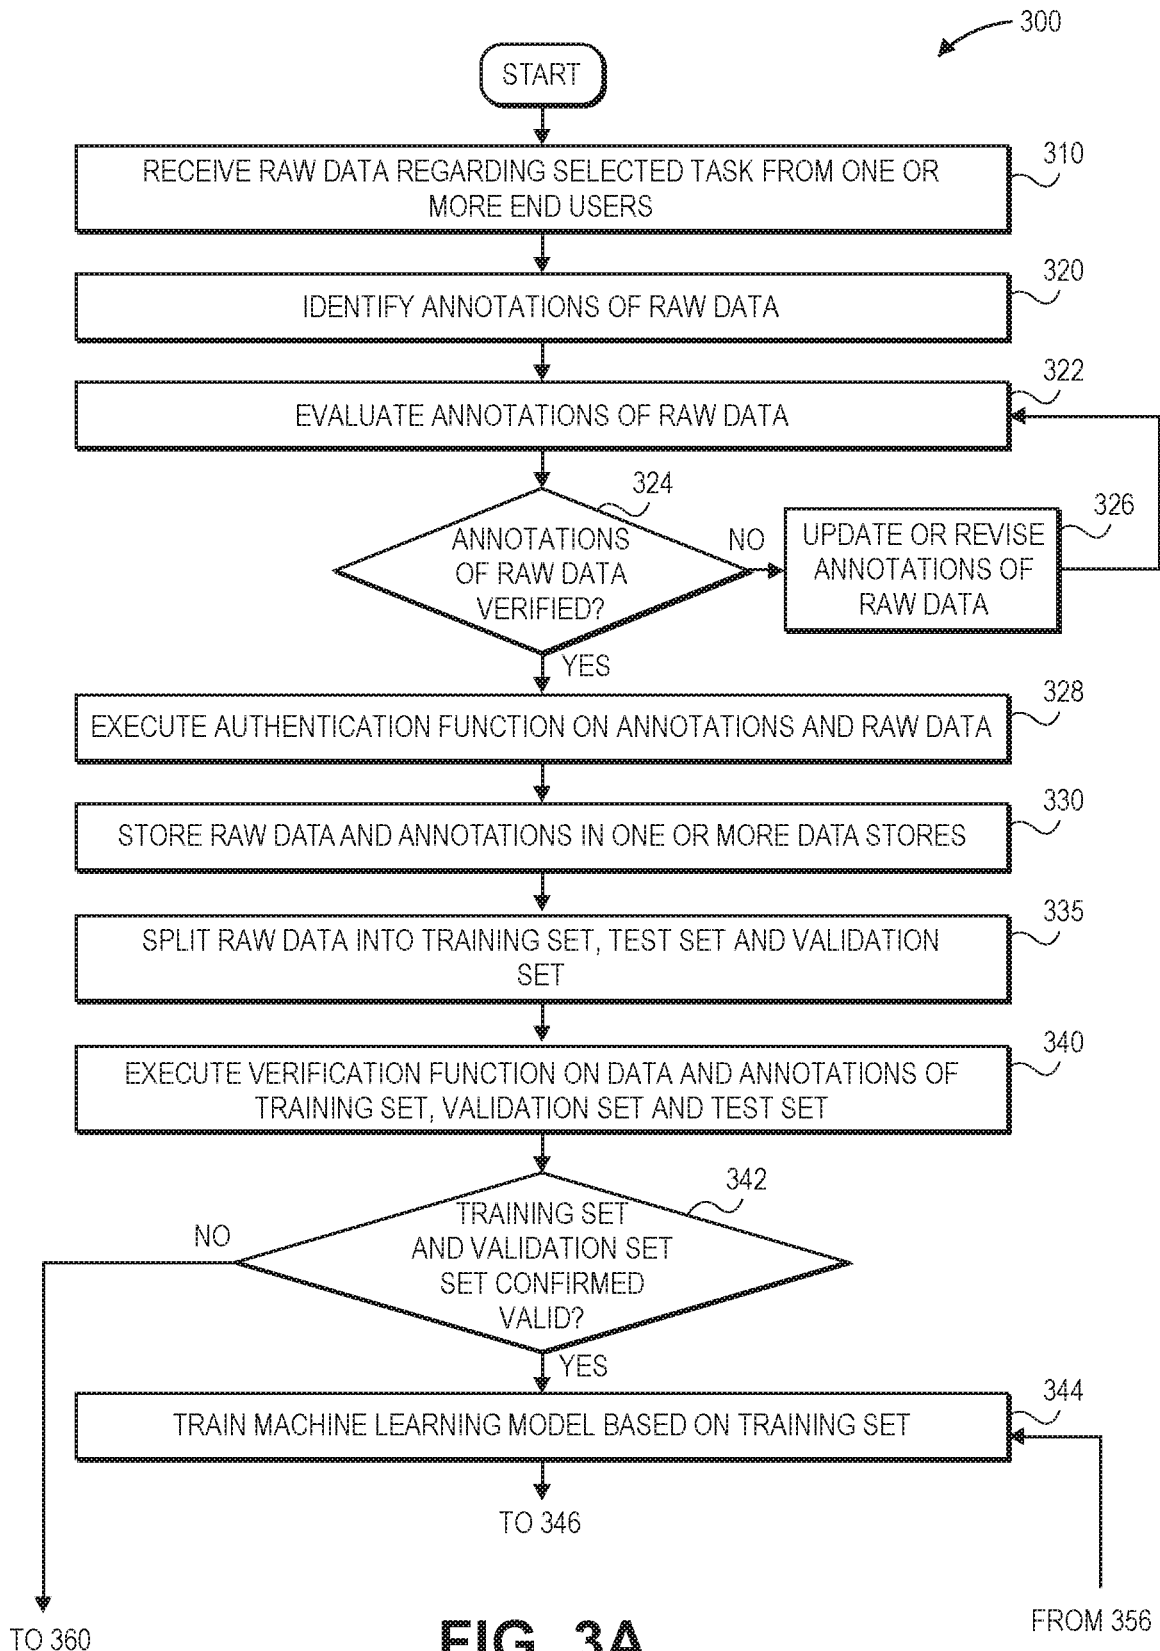 300
START
RECEIVE RAW DATA REGARDING SELECTED TASK FROM ONE OR
MORE END USERS
310
IDENTIFY ANNOTATIONS OF RAW DATA
320
EVALUATE ANNOTATIONS OF RAW DATA
322
ANNOTATIONS
OF RAW DATA
VERIFIED?
324
NO
UPDATE OR REVISE
ANNOTATIONS OF
RAW DATA
326
YES
EXECUTE AUTHENTICATION FUNCTION ON ANNOTATIONS AND RAW DATA
328
STORE RAW DATA AND ANNOTATIONS IN ONE OR MORE DATA STORES
330
SPLIT RAW DATA INTO TRAINING SET, TEST SET AND VALIDATION
SET
335
EXECUTE VERIFICATION FUNCTION ON DATA AND ANNOTATIONS OF
TRAINING SET, VALIDATION SET AND TEST SET
340
TRAINING SET
AND VALIDATION SET
SET CONFIRMED
VALID?
342
NO
YES
TRAIN MACHINE LEARNING MODEL BASED ON TRAINING SET
344
TO 346
TO 360
FROM 356
FIG. 3A